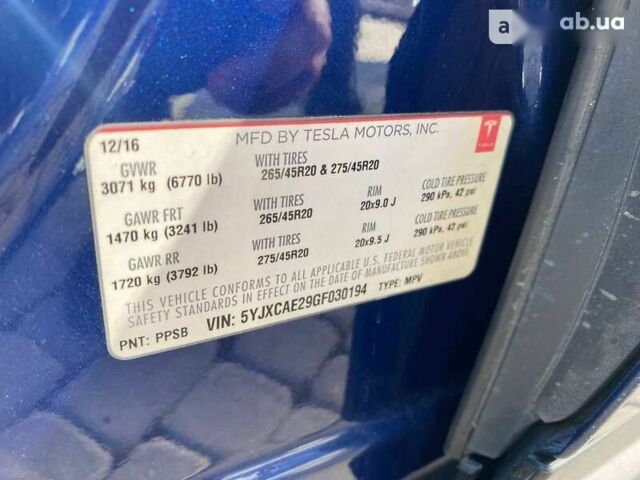 a ab.ua
12/16 MFD BY TESLA MOTORS, INC. TESLA
GVWR WITH TIRES
3071 kg (6770 lb) 265/45R20 & 275/45R20
GAWR FRT WITH TIRES RIM COLD TIRE PRESSURE
1470 kg (3241 lb) 265/45R20 20x9.0 J 290 kPa, 42 psi
GAWR RR WITH TIRES RIM COLD TIRE PRESSURE
1720 kg (3792 lb) 275/45R20 20x9.5 J 290 kPa, 42 psi
THIS VEHICLE CONFORMS TO ALL APPLICABLE U.S. FEDERAL MOTOR VEHICLE
SAFETY STANDARDS IN EFFECT ON THE DATE OF MANUFACTURE SHOWN ABOVE.
PNT: PPSB VIN: 5YJXCAE29GF030194 TYPE: MPV